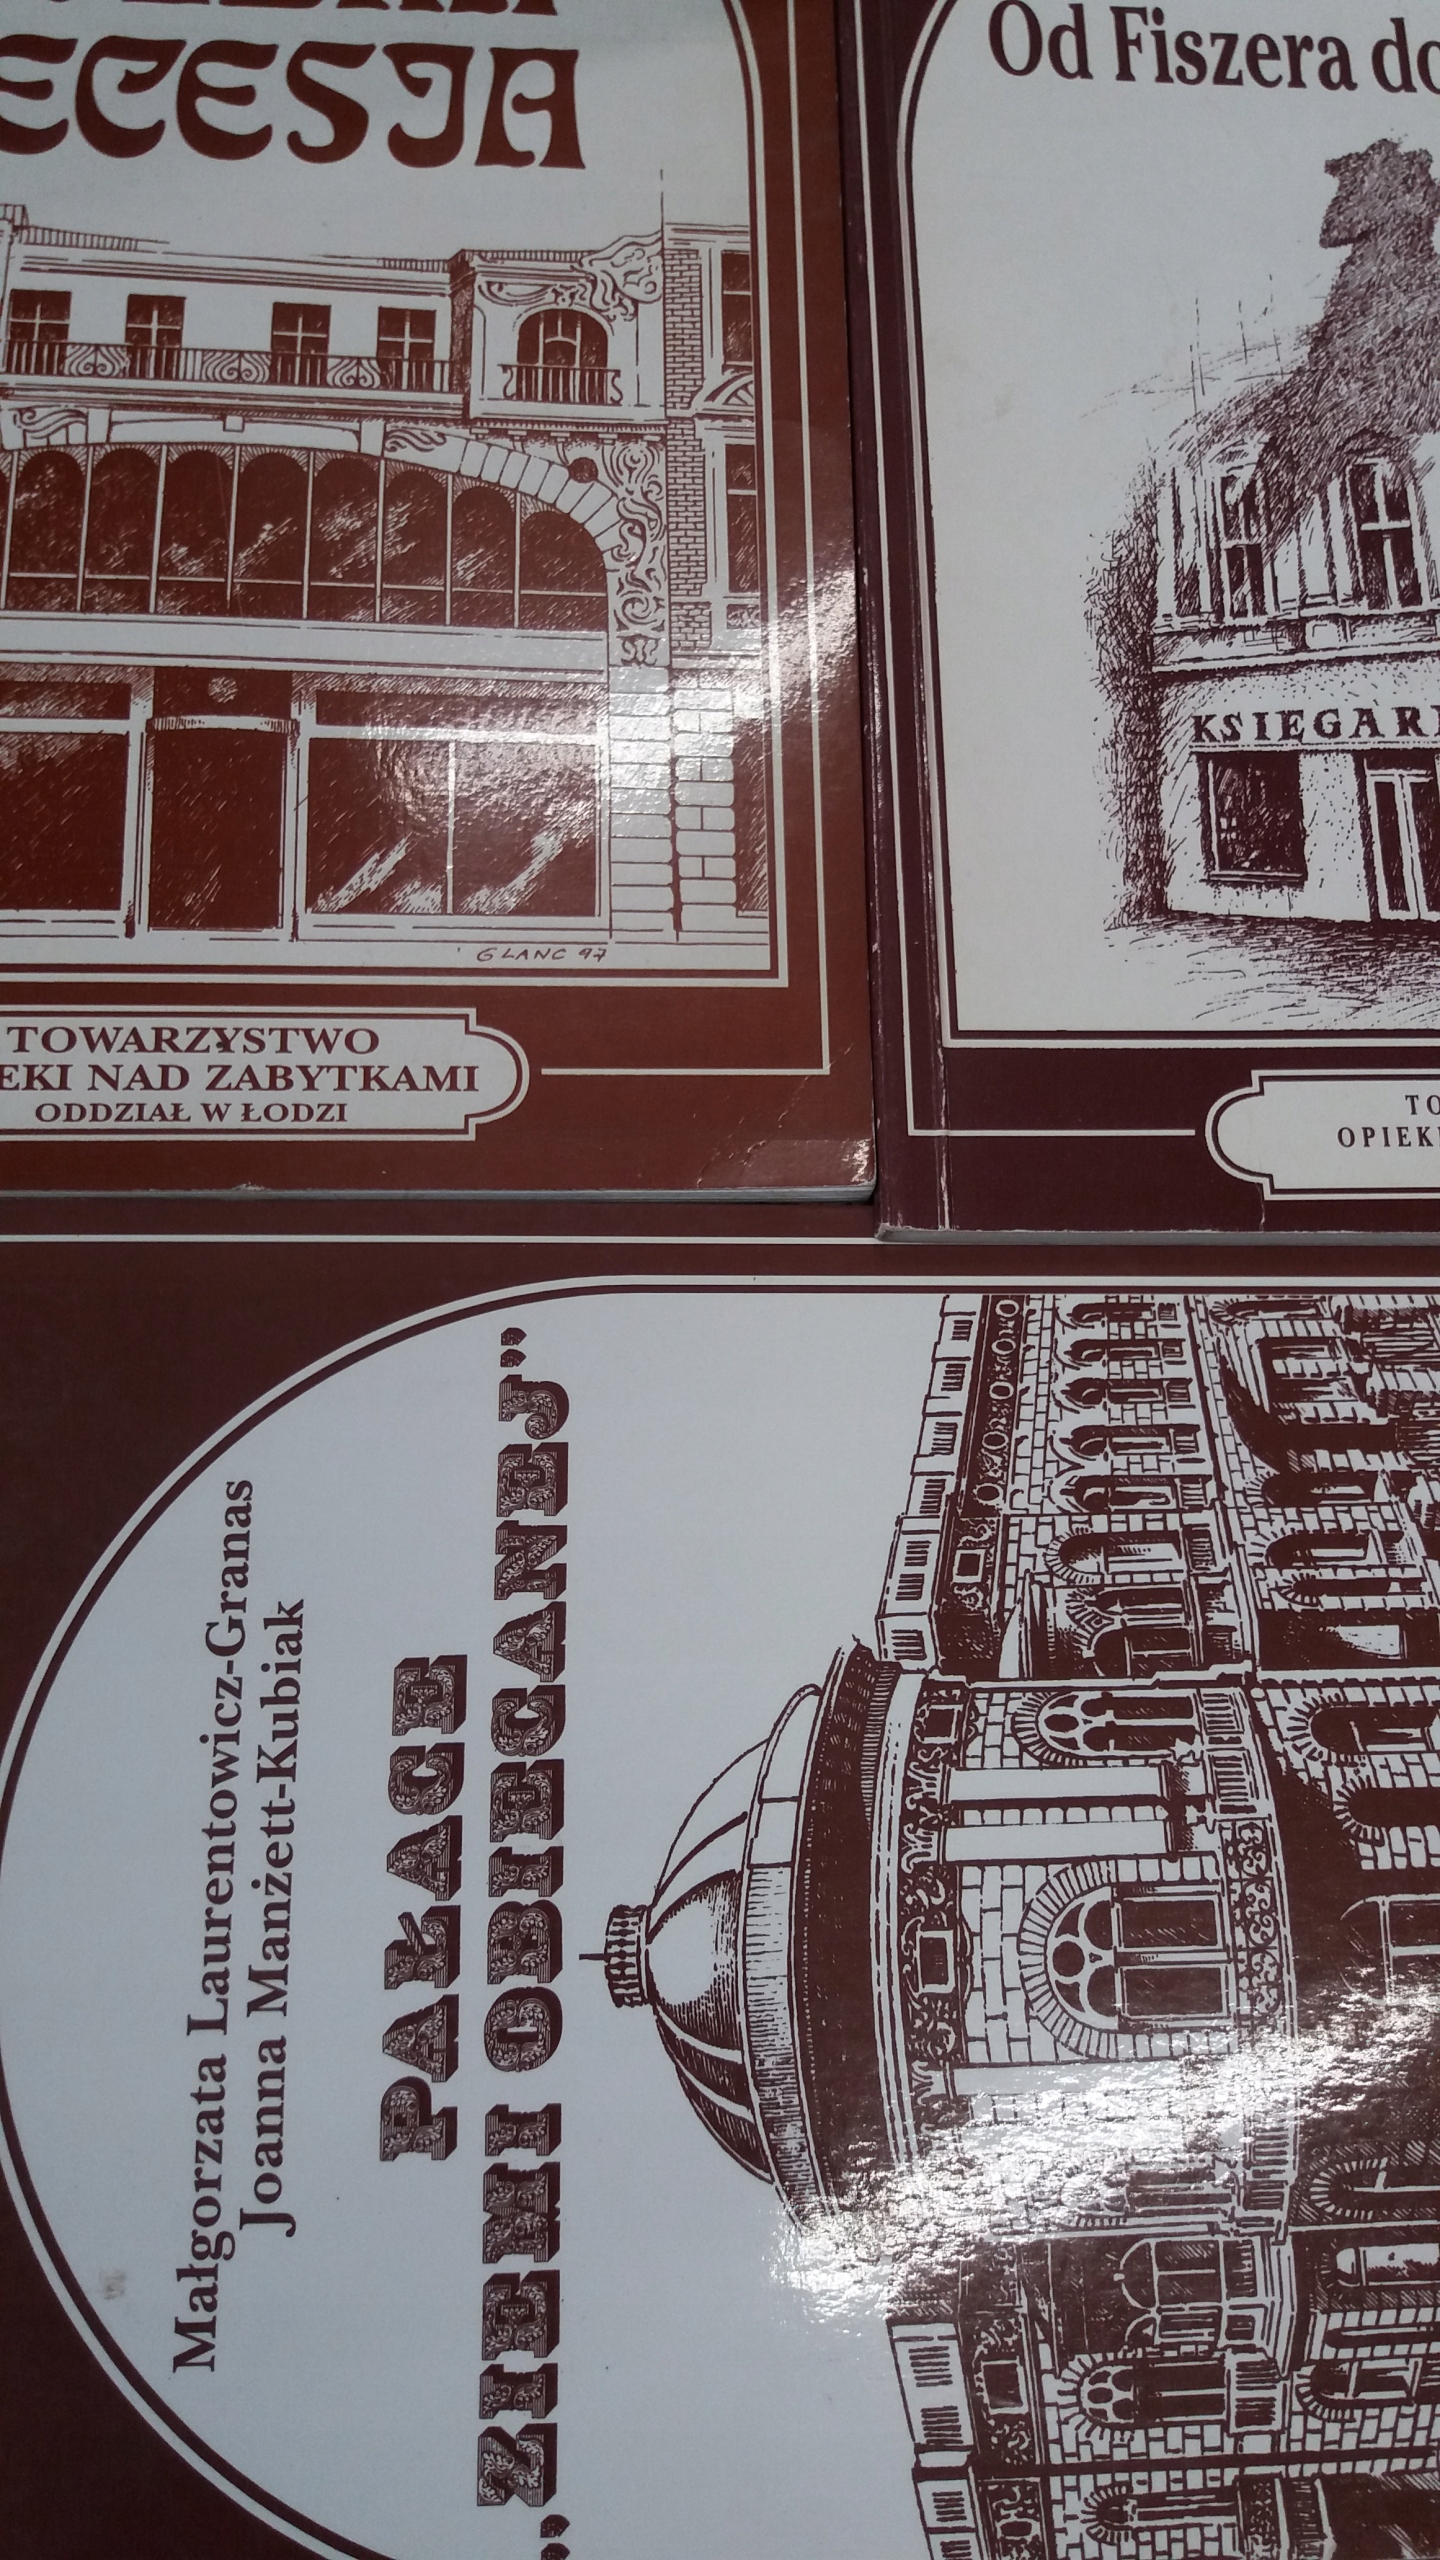 ECESJA
GLANC 97
TOWARZYSTWO
EKI NAD ZABYTKAMI
ODDZIAŁ W ŁODZI
Od Fiszera do
KSIEGAR
TO
OPIEK
Małgorzata Laurentowicz-Granas
Joanna Manżett-Kubiak
PAŁACE
„ZIEMI OBIECANEJ”